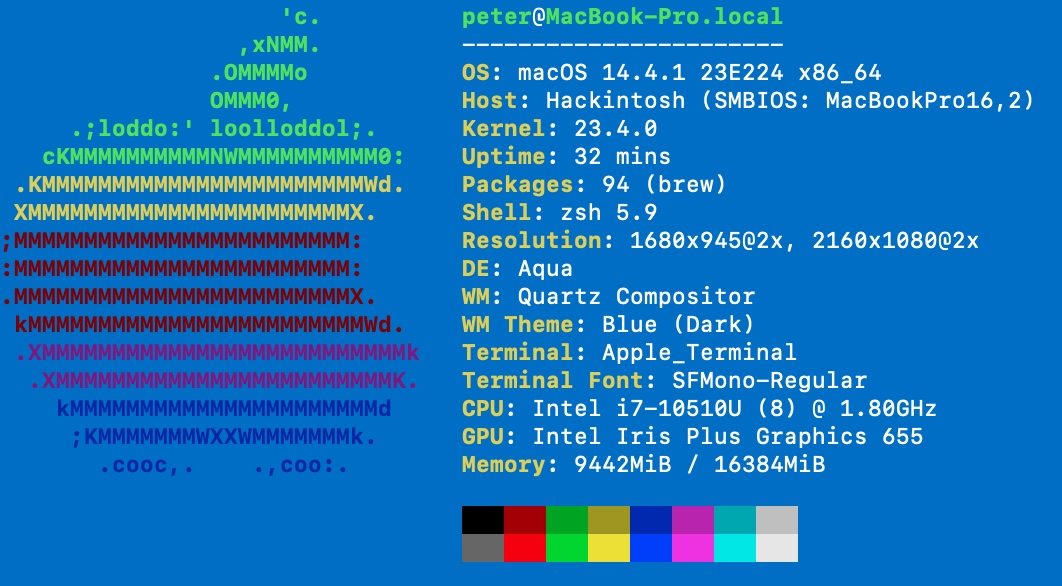 'c.
,xNMM.
.OMMMMo
OMMM0,
.;loddo:' loolloddol;.
cKMMMMMMMMMMNWMMMMMMMMMM0:
.KMMMMMMMMMMMMMMMMMMMMMMMWd.
XMMMMMMMMMMMMMMMMMMMMMMMX.
;MMMMMMMMMMMMMMMMMMMMMMMM:
:MMMMMMMMMMMMMMMMMMMMMMMM:
.MMMMMMMMMMMMMMMMMMMMMMMMX.
kMMMMMMMMMMMMMMMMMMMMMMMMWd.
.XMMMMMMMMMMMMMMMMMMMMMMMMMMk
.XMMMMMMMMMMMMMMMMMMMMMMMMK.
kMMMMMMMMMMMMMMMMMMMMMMd
;KMMMMMMMWXXWMMMMMMMk.
.cooc,. .,coo:.
peter@MacBook-Pro.local
-----------------------
OS: macOS 14.4.1 23E224 x86_64
Host: Hackintosh (SMBIOS: MacBookPro16,2)
Kernel: 23.4.0
Uptime: 32 mins
Packages: 94 (brew)
Shell: zsh 5.9
Resolution: 1680x945@2x, 2160x1080@2x
DE: Aqua
WM: Quartz Compositor
WM Theme: Blue (Dark)
Terminal: Apple_Terminal
Terminal Font: SFMono-Regular
CPU: Intel i7-10510U (8) @ 1.80GHz
GPU: Intel Iris Plus Graphics 655
Memory: 9442MiB / 16384MiB